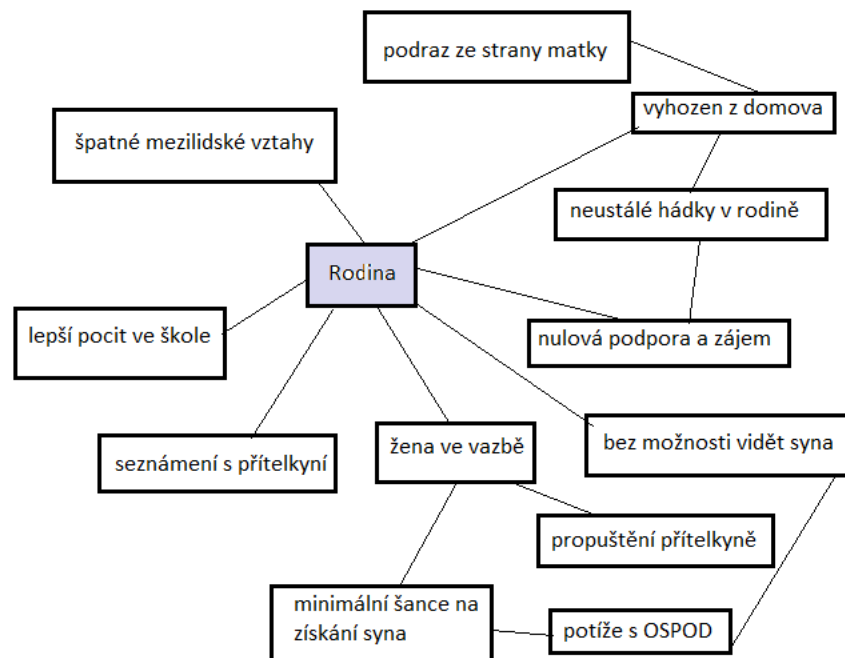 podraz ze strany matky
vyhozen z domova
špatné mezilidské vztahy
neustálé hádky v rodině
Rodina
lepší pocit ve škole
nulová podpora a zájem
žena ve vazbě
bez možnosti vidět syna
seznámení s přítelkyní
propuštění přítelkyně
minimální šance na
získání syna
potíže s OSPOD